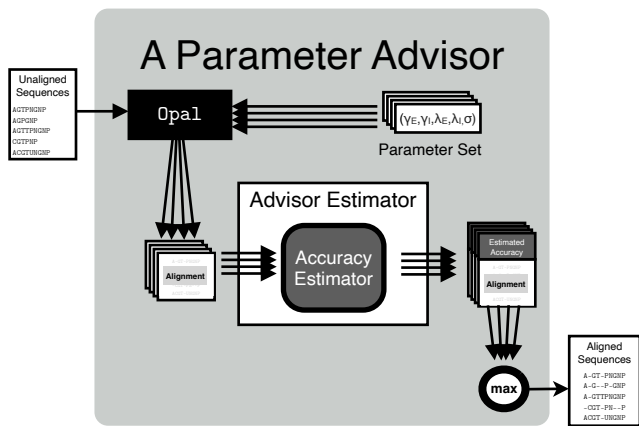 A Parameter Advisor
Unaligned
Sequences
AGTPNGNP
AGPGNP
AGTTPNGNP
CGTPNP
ACGTUNGNP
Opal
(γE,γI,λE,λI,σ)
Parameter Set
Advisor Estimator
Accuracy
Estimator
Alignment
Estimated
Accuracy
Alignment
max
Aligned
Sequences
A-GT-PNGNP
A-G--P-GNP
A-GTTPNGNP
-CGT-PN--P
ACGT-UNGNP